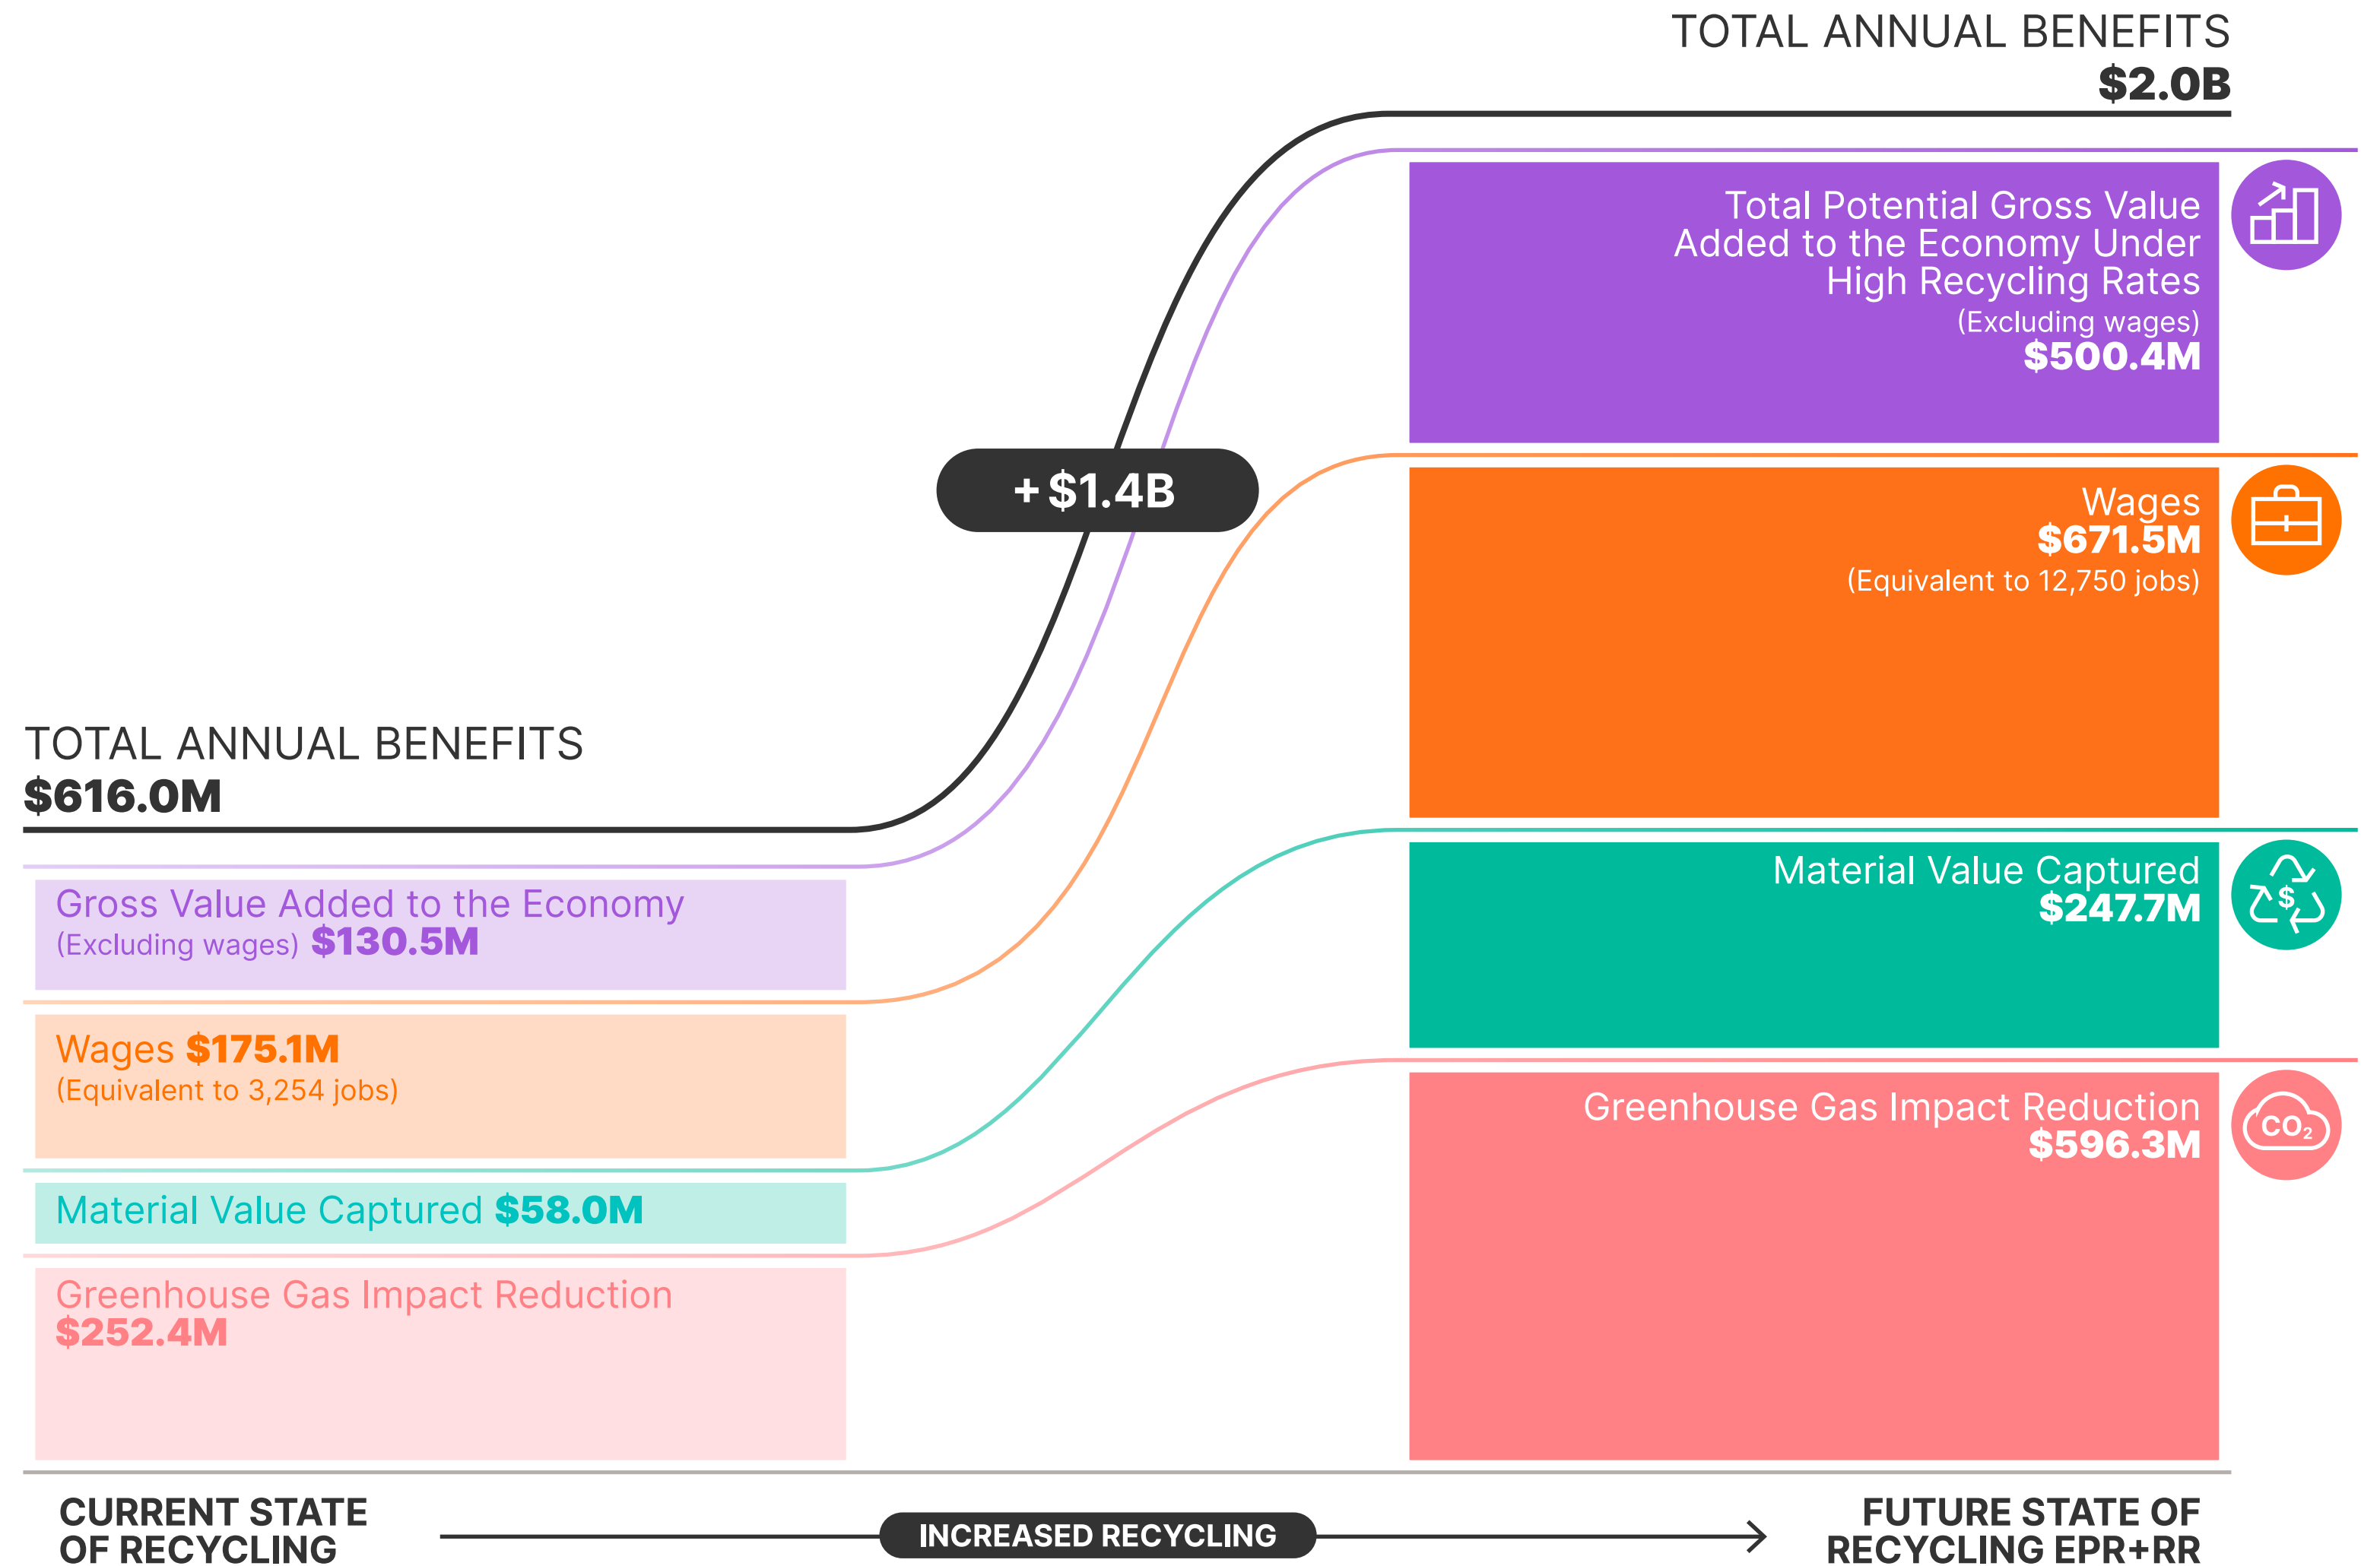 TOTAL ANNUAL BENEFITS
$2.0B
Total Potential Gross Value
Added to the Economy Under
High Recycling Rates
(Excluding wages)
$500.4M
+$1.4B
Wages
$671.5M
(Equivalent to 12,750 jobs)
TOTAL ANNUAL BENEFITS
$616.0M
Material Value Captured
$247.7M
$
Gross Value Added to the Economy
(Excluding wages) $130.5M
Wages $175.1M
(Equivalent to 3,254 jobs)
Greenhouse Gas Impact Reduction
$596.3M
CO₂
Material Value Captured $58.0M
Greenhouse Gas Impact Reduction
$252.4M
CURRENT STATE
OF RECYCLING
INCREASED RECYCLING
FUTURE STATE OF
RECYCLING EPR+RR